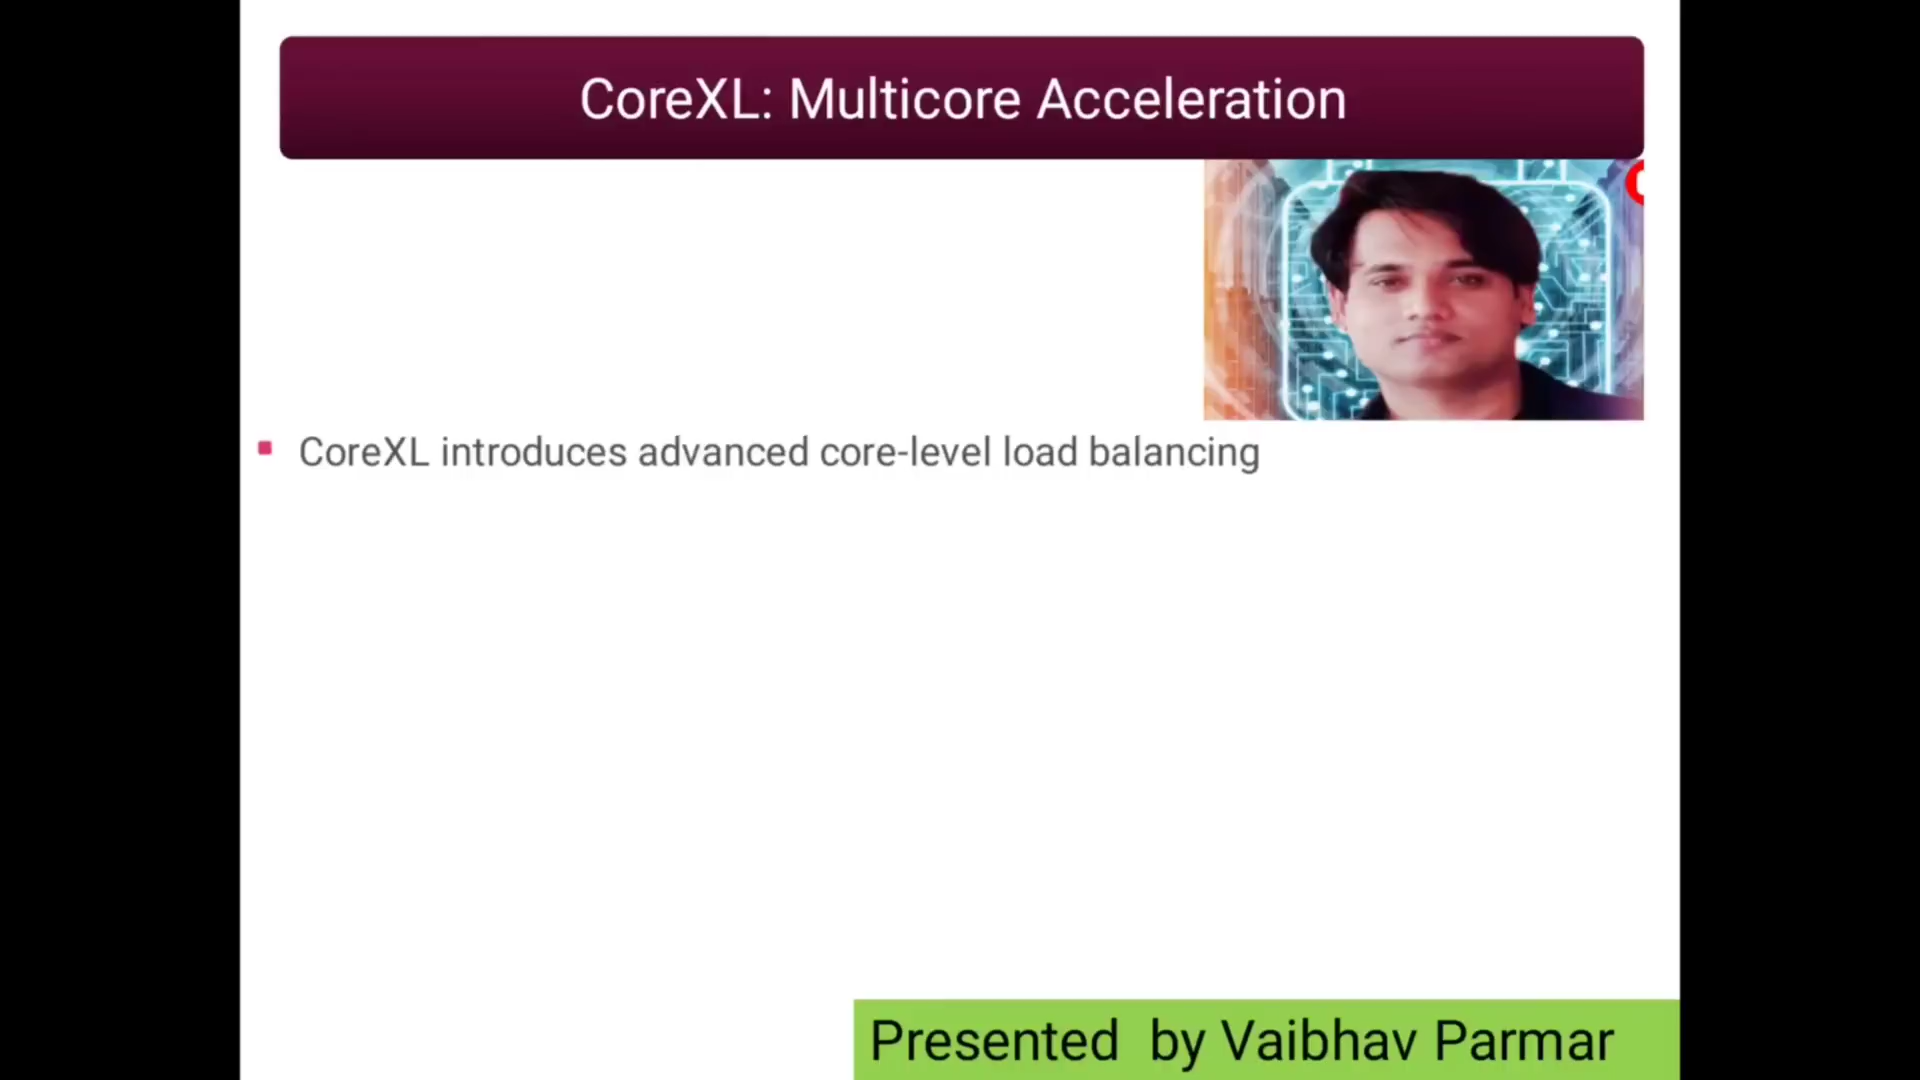 CoreXL: Multicore Acceleration
CoreXL introduces advanced core-level load balancing
Presented  by Vaibhav Parmar